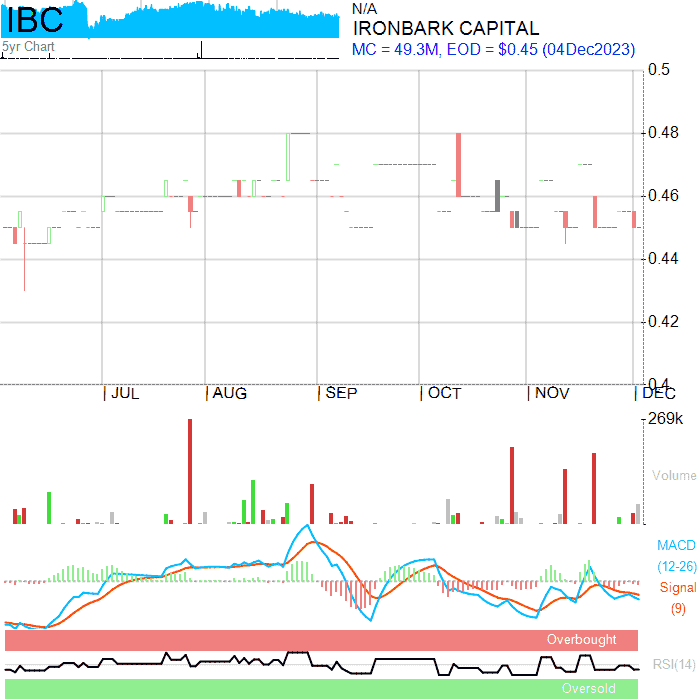 IBC
N/A
IRONBARK CAPITAL
MC = 49.3M, EOD = $0.45 (04Dec2023)
5yr Chart
0.5
0.48
0.46
0.44
0.42
0.4
JUL AUG SEP OCT NOV DEC
269k
Volume
MACD
(12-26)
Signal
(9)
Overbought
RSI(14)
Oversold